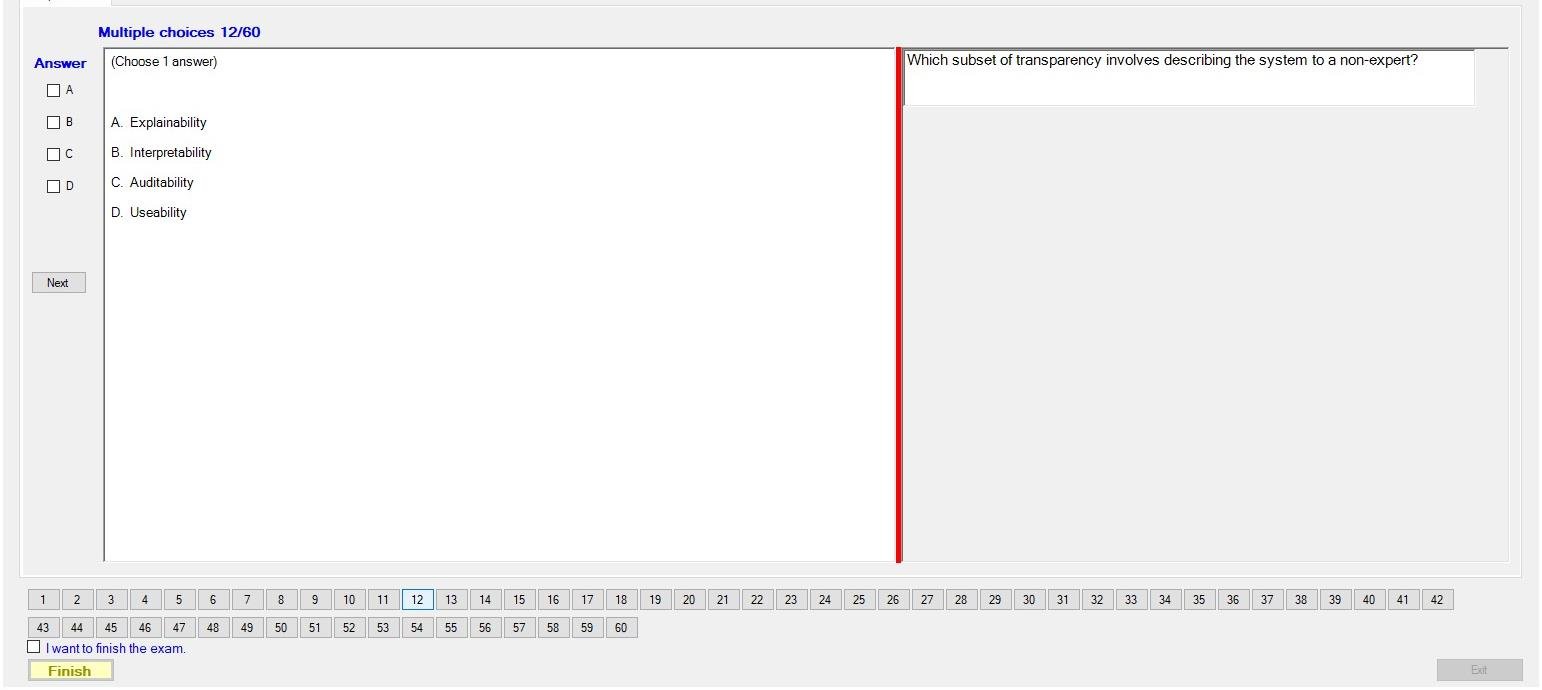 Multiple choices 12/60
Answer
A
B
C
D
Next
(Choose 1 answer)
A. Explainability
B. Interpretability
C. Auditability
D. Useability
Which subset of transparency involves describing the system to a non-expert?
1 2 3 4 5 6 7 8 9 10 11 12 13 14 15 16 17 18 19 20 21 22 23 24 25 26 27 28 29 30 31 32 33 34 35 36 37 38 39 40 41 42
43 44 45 46 47 48 49 50 51 52 53 54 55 56 57 58 59 60
I want to finish the exam.
Finish
Exit